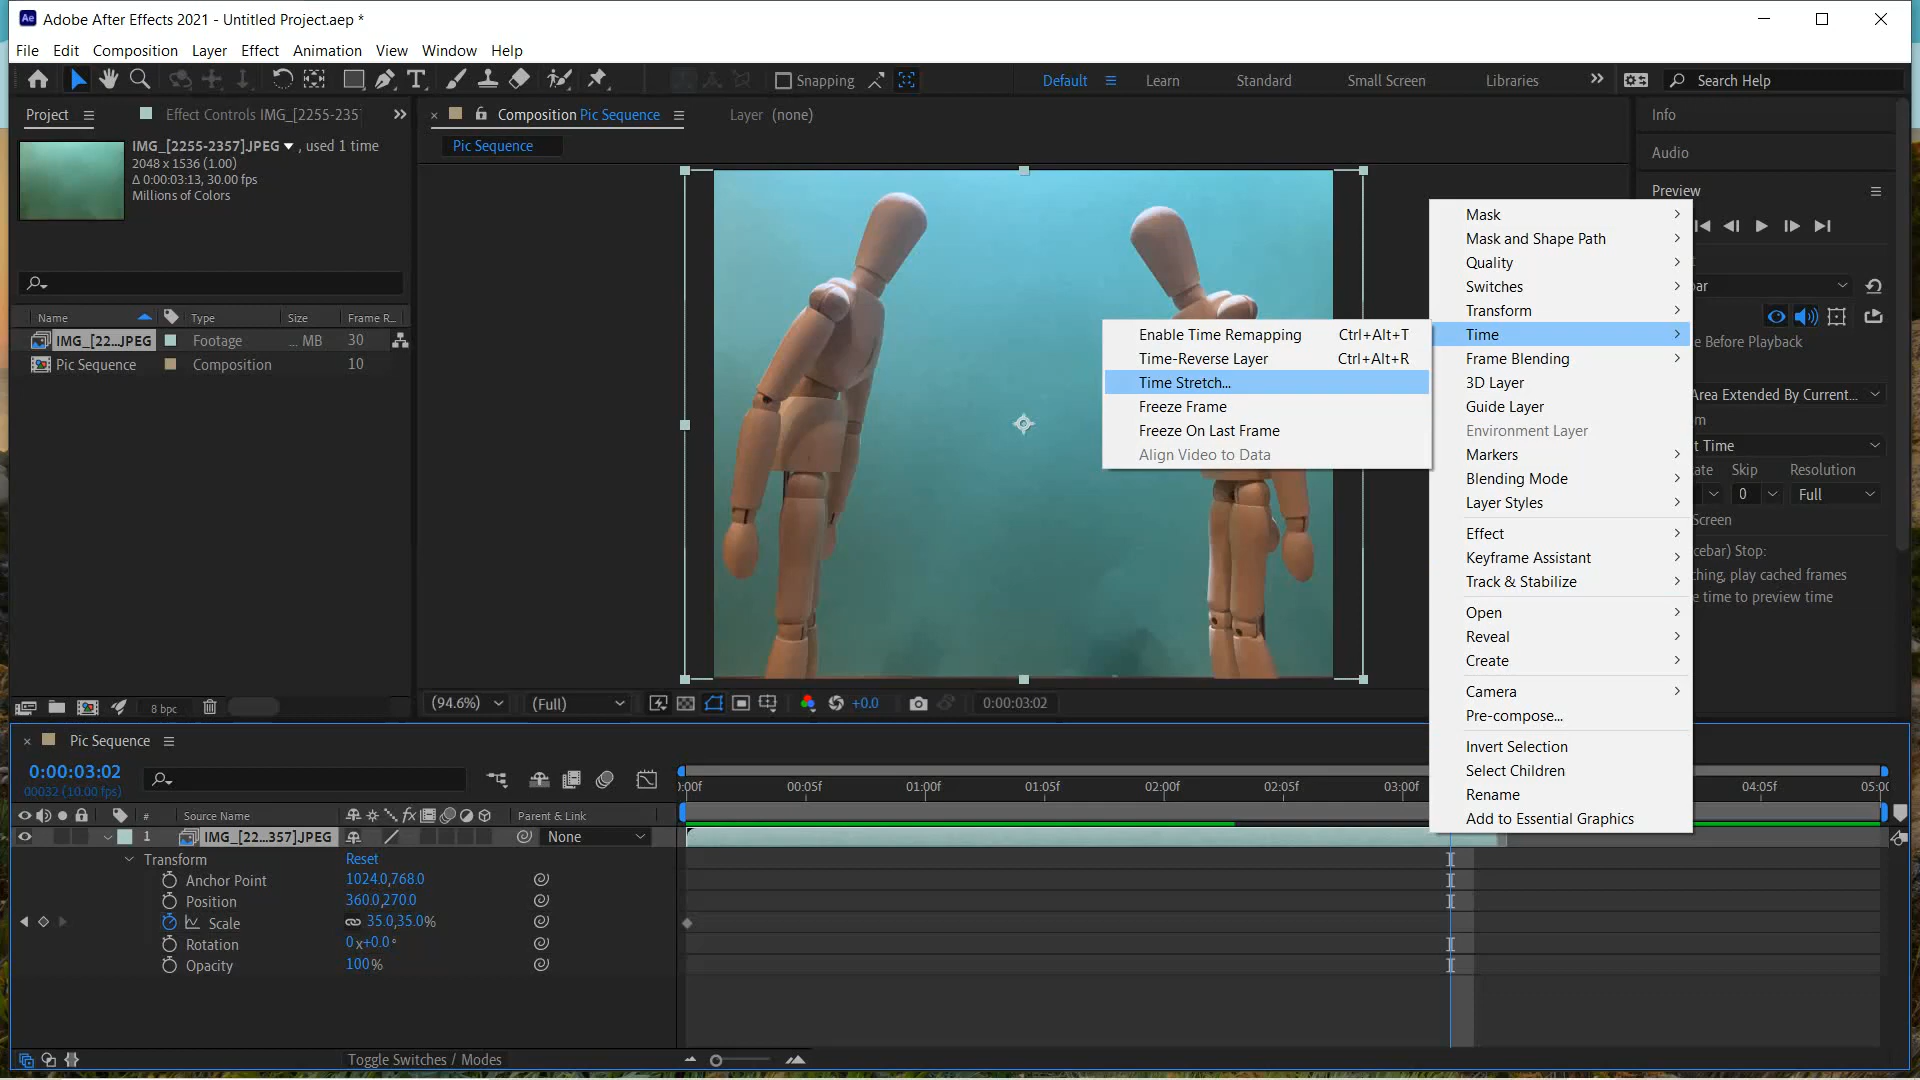 Ae Adobe After Effects 2021 - Untitled Project.aep *
File Edit Composition Layer Effect Animation View Window Help
Snapping Default Learn Standard Small Screen Libraries Search Help
Project Effect Controls IMG_[2255-235
IMG_[2255-2357].JPEG , used 1 time
2048 x 1536 (1.00)
Δ 0:00:03:13, 30.00 fps
Millions of Colors
Name Type Size Frame R...
IMG_[22...JPEG Footage ... MB 30
Pic Sequence Composition 10
8 bpc
Composition Pic Sequence Layer (none)
Pic Sequence
(94.6%) (Full) +0.0 0:00:03:02
Info
Audio
Preview
Mask
Mask and Shape Path
Quality
Switches
Transform
Time
Frame Blending
3D Layer
Guide Layer
Environment Layer
Markers
Blending Mode
Layer Styles
Effect
Keyframe Assistant
Track & Stabilize
Open
Reveal
Create
Camera
Pre-compose...
Invert Selection
Select Children
Rename
Add to Essential Graphics
Enable Time Remapping Ctrl+Alt+T
Time-Reverse Layer Ctrl+Alt+R
Time Stretch...
Freeze Frame
Freeze On Last Frame
Align Video to Data
ar
e Before Playback
Area Extended By Current...
m
t Time
ate Skip Resolution
0 Full
Screen
cebar) Stop:
ching, play cached frames
e time to preview time
Pic Sequence
0:00:03:02
00032 (10.00 fps)
:00f 00:05f 01:00f 01:05f 02:00f 02:05f 03:00f 04:05f 05:00
# Source Name Parent & Link
1 IMG_[22...357].JPEG None
Transform Reset
Anchor Point 1024.0,768.0
Position 360.0,270.0
Scale 35.0,35.0%
Rotation 0x+0.0°
Opacity 100%
Toggle Switches / Modes